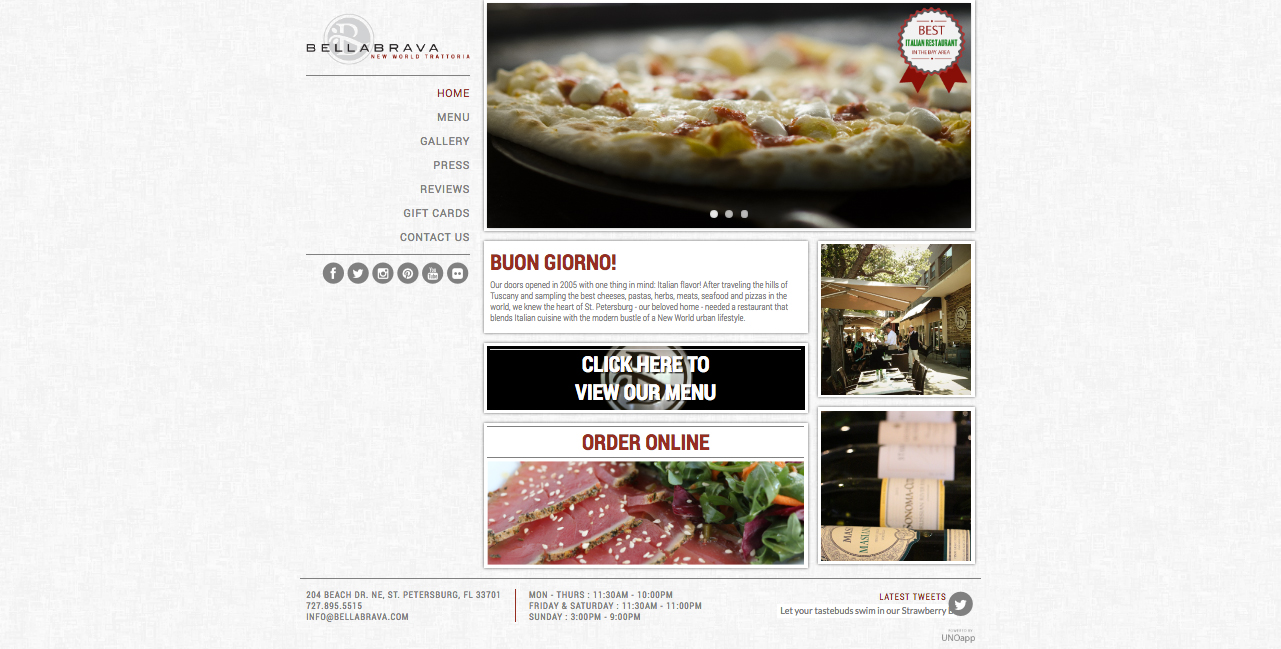 BELLABRAVA
NEW WORLD TRATTORIA
HOME
MENU
GALLERY
PRESS
REVIEWS
GIFT CARDS
CONTACT US
BEST
ITALIAN RESTAURANT
IN THE BAY AREA
BUON GIORNO!
Our doors opened in 2005 with one thing in mind: Italian flavor! After traveling the hills of
Tuscany and sampling the best cheeses, pastas, herbs, meats, seafood and pizzas in the
world, we knew the heart of St. Petersburg - our beloved home - needed a restaurant that
blends Italian cuisine with the modern bustle of a New World urban lifestyle.
CLICK HERE TO
VIEW OUR MENU
ORDER ONLINE
SONOMA-CO
MASI
204 BEACH DR. NE, ST. PETERSBURG, FL 33701
727.895.5515
INFO@BELLABRAVA.COM
MON - THURS : 11:30AM - 10:00PM
FRIDAY & SATURDAY : 11:30AM - 11:00PM
SUNDAY : 3:00PM - 9:00PM
LATEST TWEETS
Let your tastebuds swim in our Strawberry
POWERED BY
UNOapp